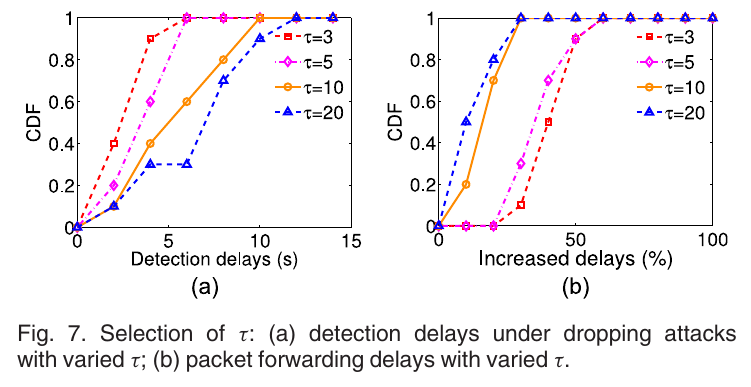 1
0.8
0.6
0.4
0.2
0
CDF
0 5 10 15
Detection delays (s)
τ=3
τ=5
τ=10
τ=20
(a)
1
0.8
0.6
0.4
0.2
0
CDF
0 50 100
Increased delays (%)
τ=3
τ=5
τ=10
τ=20
(b)
Fig. 7. Selection of τ: (a) detection delays under dropping attacks
with varied τ; (b) packet forwarding delays with varied τ.